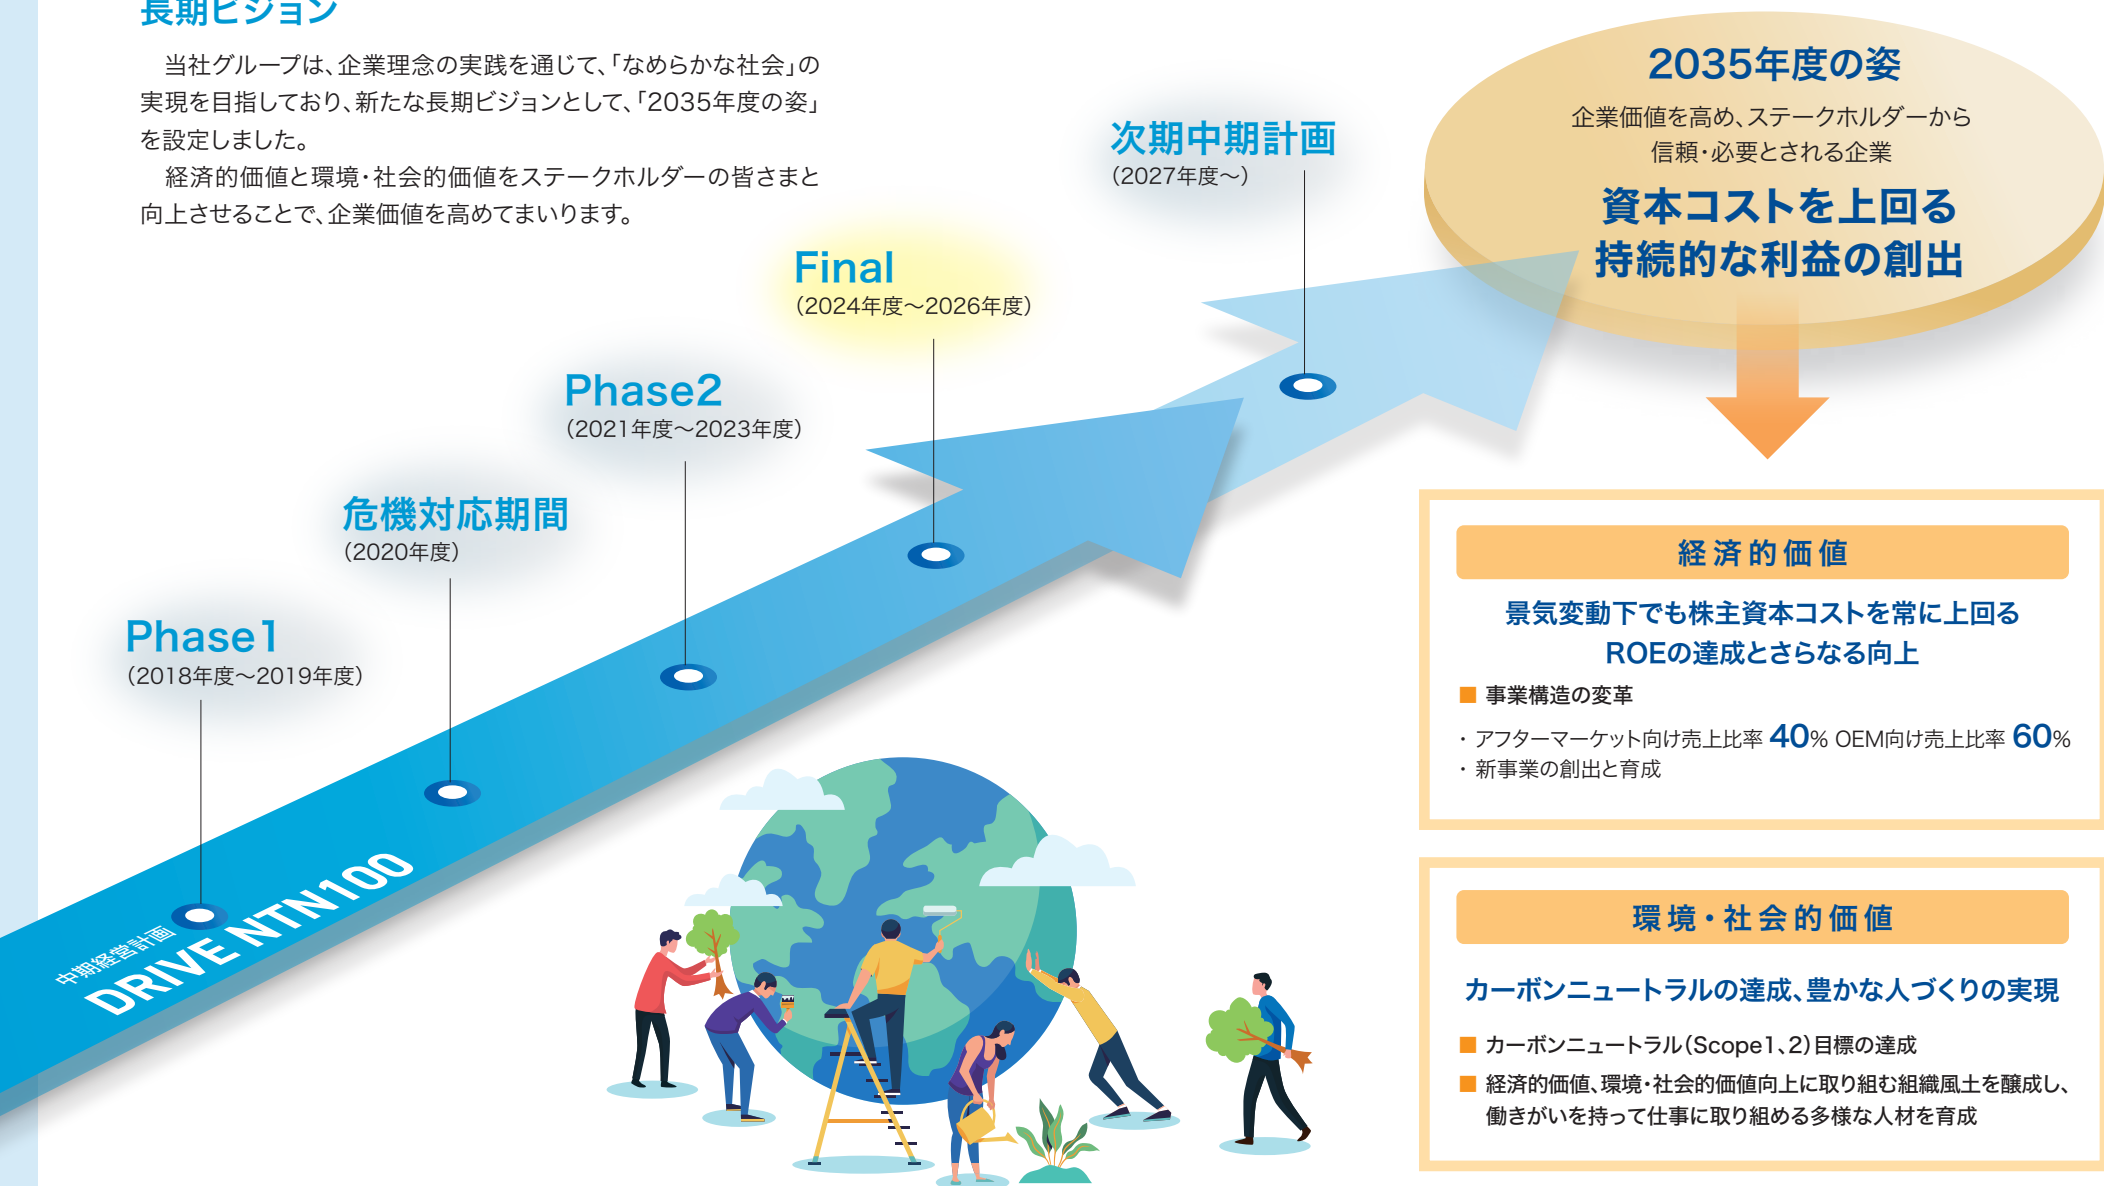 長期ビジョン
当社グループは、企業理念の実践を通じて、「なめらかな社会」の
実現を目指しており、新たな長期ビジョンとして、「2035年度の姿」
を設定しました。
経済的価値と環境・社会的価値をステークホルダーの皆さまと
向上させることで、企業価値を高めてまいります。
Phase1
（2018年度～2019年度）
危機対応期間
（2020年度）
Phase2
（2021年度～2023年度）
Final
（2024年度～2026年度）
次期中期計画
（2027年度～）
中期経営計画
DRIVE NTN100
2035年度の姿
企業価値を高め、ステークホルダーから
信頼・必要とされる企業
資本コストを上回る
持続的な利益の創出
経済的価値
景気変動下でも株主資本コストを常に上回る
ROEの達成とさらなる向上
■ 事業構造の変革
・アフターマーケット向け売上比率 40% OEM向け売上比率 60%
・新事業の創出と育成
環境・社会的価値
カーボンニュートラルの達成、豊かな人づくりの実現
■ カーボンニュートラル（Scope1、2）目標の達成
■ 経済的価値、環境・社会的価値向上に取り組む組織風土を醸成し、
働きがいを持って仕事に取り組める多様な人材を育成